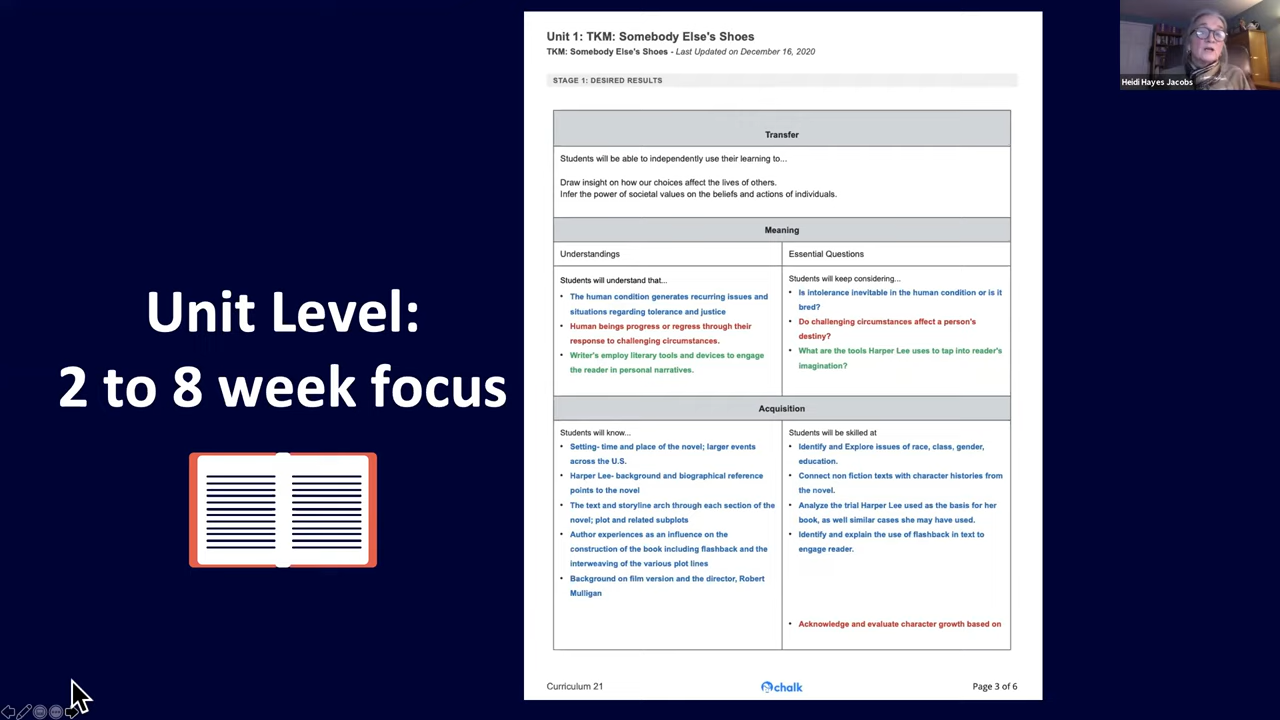 Unit Level:
2 to 8 week focus
Unit 1: TKM: Somebody Else's Shoes
TKM: Somebody Else's Shoes - Last Updated on December 16, 2020
STAGE 1: DESIRED RESULTS
Transfer
Students will be able to independently use their learning to...
Draw insight on how our choices affect the lives of others.
Infer the power of societal values on the beliefs and actions of individuals.
Meaning
Understandings
Students will understand that...
• The human condition generates recurring issues and
situations regarding tolerance and justice
• Human beings progress or regress through their
response to challenging circumstances.
• Writer's employ literary tools and devices to engage
the reader in personal narratives.
Essential Questions
Students will keep considering...
• Is intolerance inevitable in the human condition or is it
bred?
• Do challenging circumstances affect a person's
destiny?
• What are the tools Harper Lee uses to tap into reader's
imagination?
Acquisition
Students will know...
• Setting- time and place of the novel; larger events
across the U.S.
• Harper Lee- background and biographical reference
points to the novel
• The text and storyline arch through each section of the
novel; plot and related subplots
• Author experiences as an influence on the
construction of the book including flashback and the
interweaving of the various plot lines
• Background on film version and the director, Robert
Mulligan
Students will be skilled at
• Identify and Explore issues of race, class, gender,
education.
• Connect non fiction texts with character histories from
the novel.
• Analyze the trial Harper Lee used as the basis for her
book, as well similar cases she may have used.
• Identify and explain the use of flashback in text to
engage reader.
• Acknowledge and evaluate character growth based on
Curriculum 21
chalk
Page 3 of 6
Heidi Hayes Jacobs